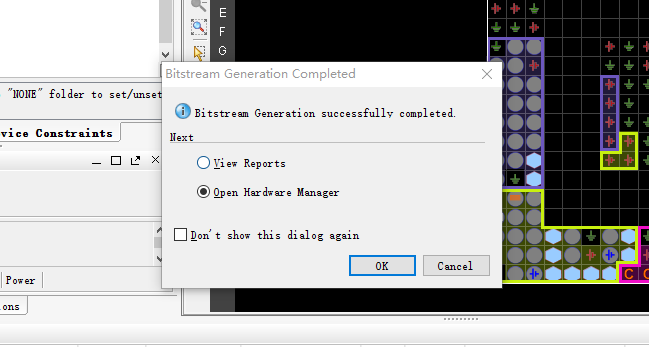 E
F
G
Bitstream Generation Completed
"NONE" folder to set/unset
Bitstream Generation successfully completed.
vice Constraints
Next
View Reports
Open Hardware Manager
Don't show this dialog again
OK
Cancel
Power
ons
C